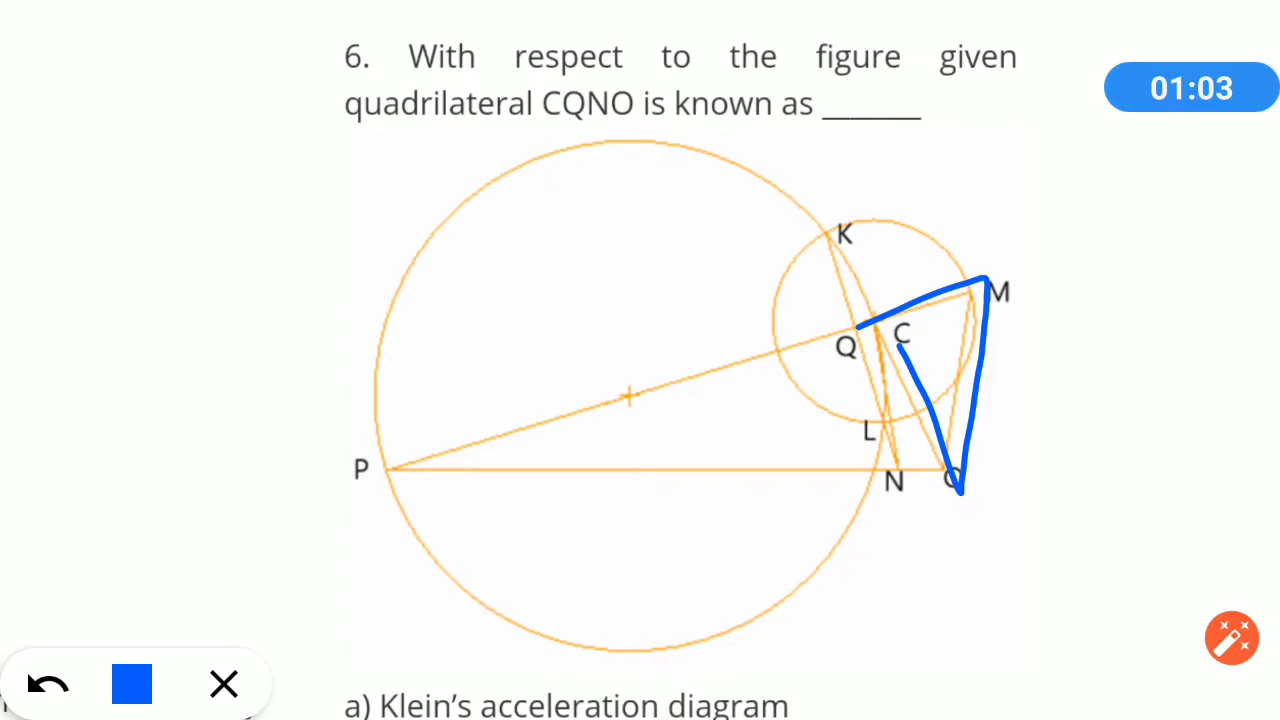 6. With respect to the figure given
quadrilateral CQNO is known as _______
01:03
K
M
C
Q
L
P
N
O
a) Klein's acceleration diagram